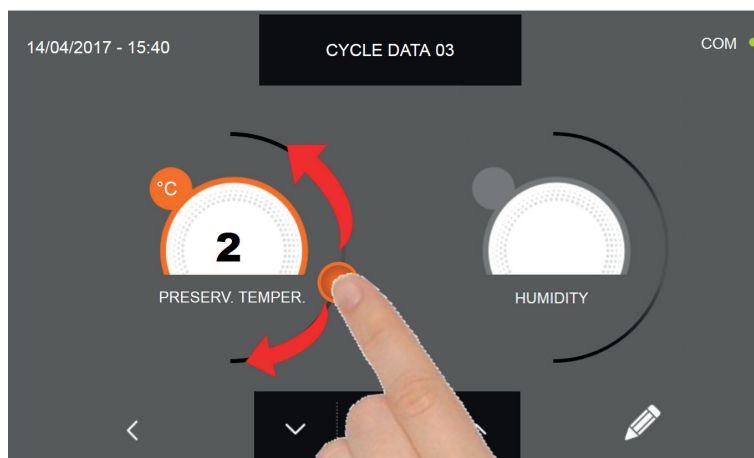 14/04/2017 - 15:40
CYCLE DATA 03
COM
°C
2
PRESERV. TEMPER.
HUMIDITY